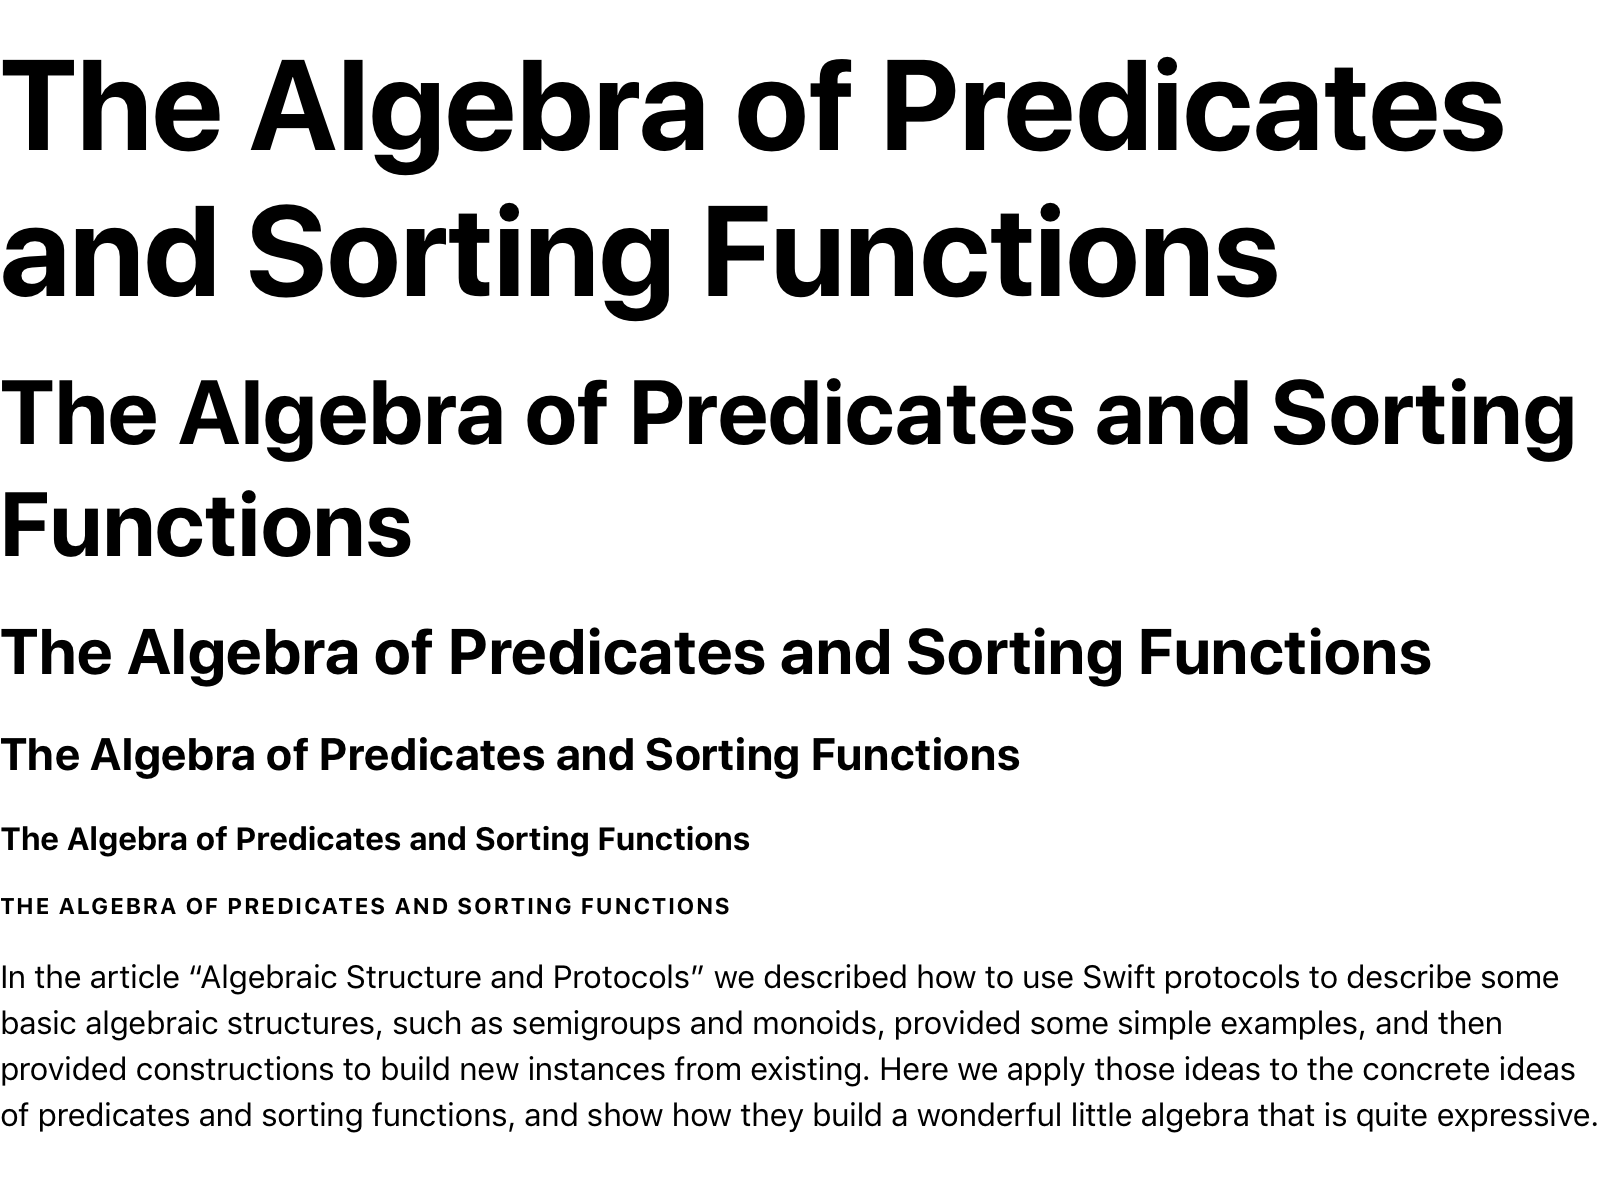 The Algebra of Predicates
and Sorting Functions
The Algebra of Predicates and Sorting
Functions
The Algebra of Predicates and Sorting Functions
The Algebra of Predicates and Sorting Functions
The Algebra of Predicates and Sorting Functions
THE ALGEBRA OF PREDICATES AND SORTING FUNCTIONS
In the article “Algebraic Structure and Protocols” we described how to use Swift protocols to describe some
basic algebraic structures, such as semigroups and monoids, provided some simple examples, and then
provided constructions to build new instances from existing. Here we apply those ideas to the concrete ideas
of predicates and sorting functions, and show how they build a wonderful little algebra that is quite expressive.